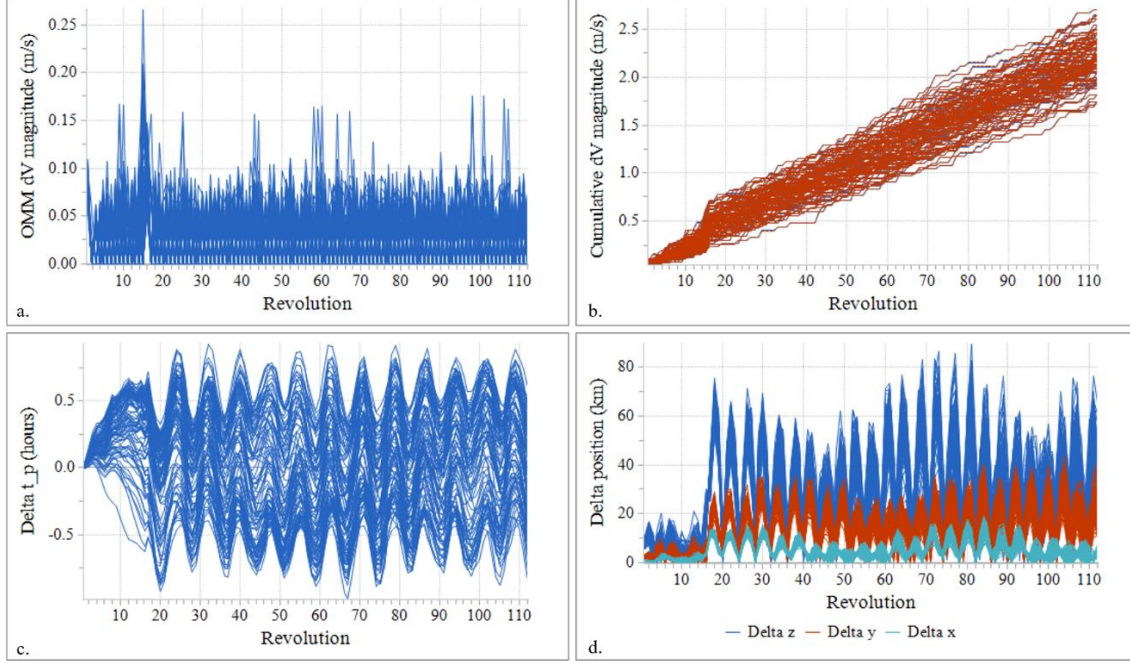 OMM dV magnitude (m/s)
0.25
0.20
0.15
0.10
0.05
0.00
10 20 30 40 50 60 70 80 90 100 110
Revolution
a.
Cumulative dV magnitude (m/s)
2.5
2.0
1.5
1.0
0.5
10 20 30 40 50 60 70 80 90 100 110
Revolution
b.
Delta t_p (hours)
0.5
0.0
-0.5
10 20 30 40 50 60 70 80 90 100 110
Revolution
c.
Delta position (km)
80
60
40
20
0
10 20 30 40 50 60 70 80 90 100 110
Revolution
Delta z Delta y Delta x
d.